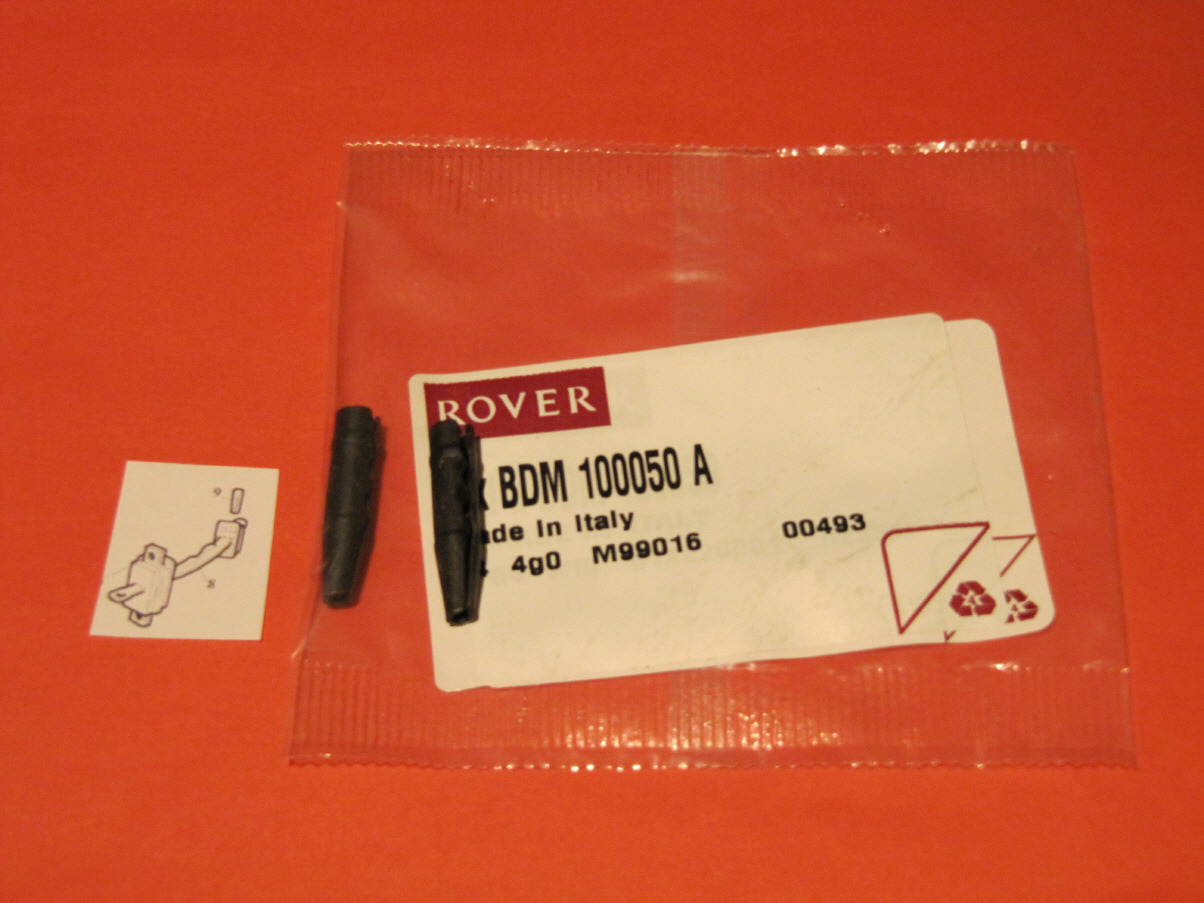 ROVER
x BDM 100050 A
ade In Italy
4g0 M99016
00493
9
8